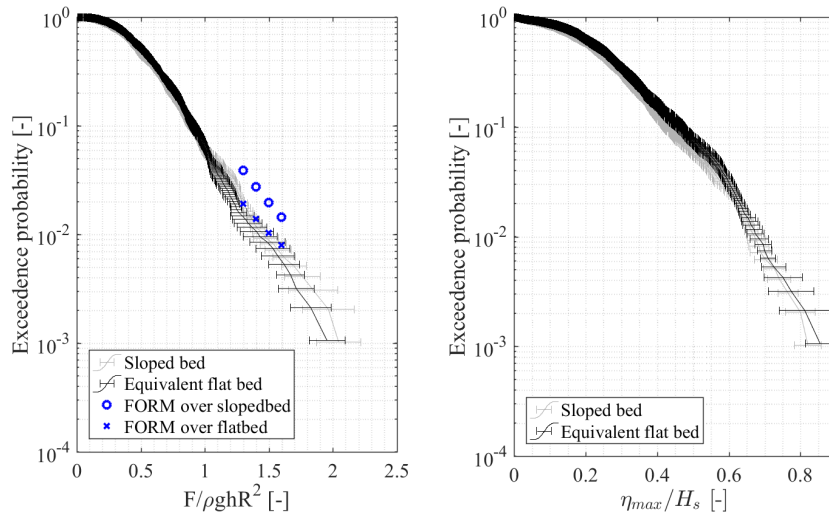 10^0
10^-1
10^-2
10^-3
10^-4
Exceedence probability [-]
0 0.5 1 1.5 2 2.5
F/ρghR^2 [-]
Sloped bed
Equivalent flat bed
FORM over slopedbed
FORM over flatbed
10^0
10^-1
10^-2
10^-3
10^-4
Exceedence probability [-]
0 0.2 0.4 0.6 0.8
η_max/H_s [-]
Sloped bed
Equivalent flat bed